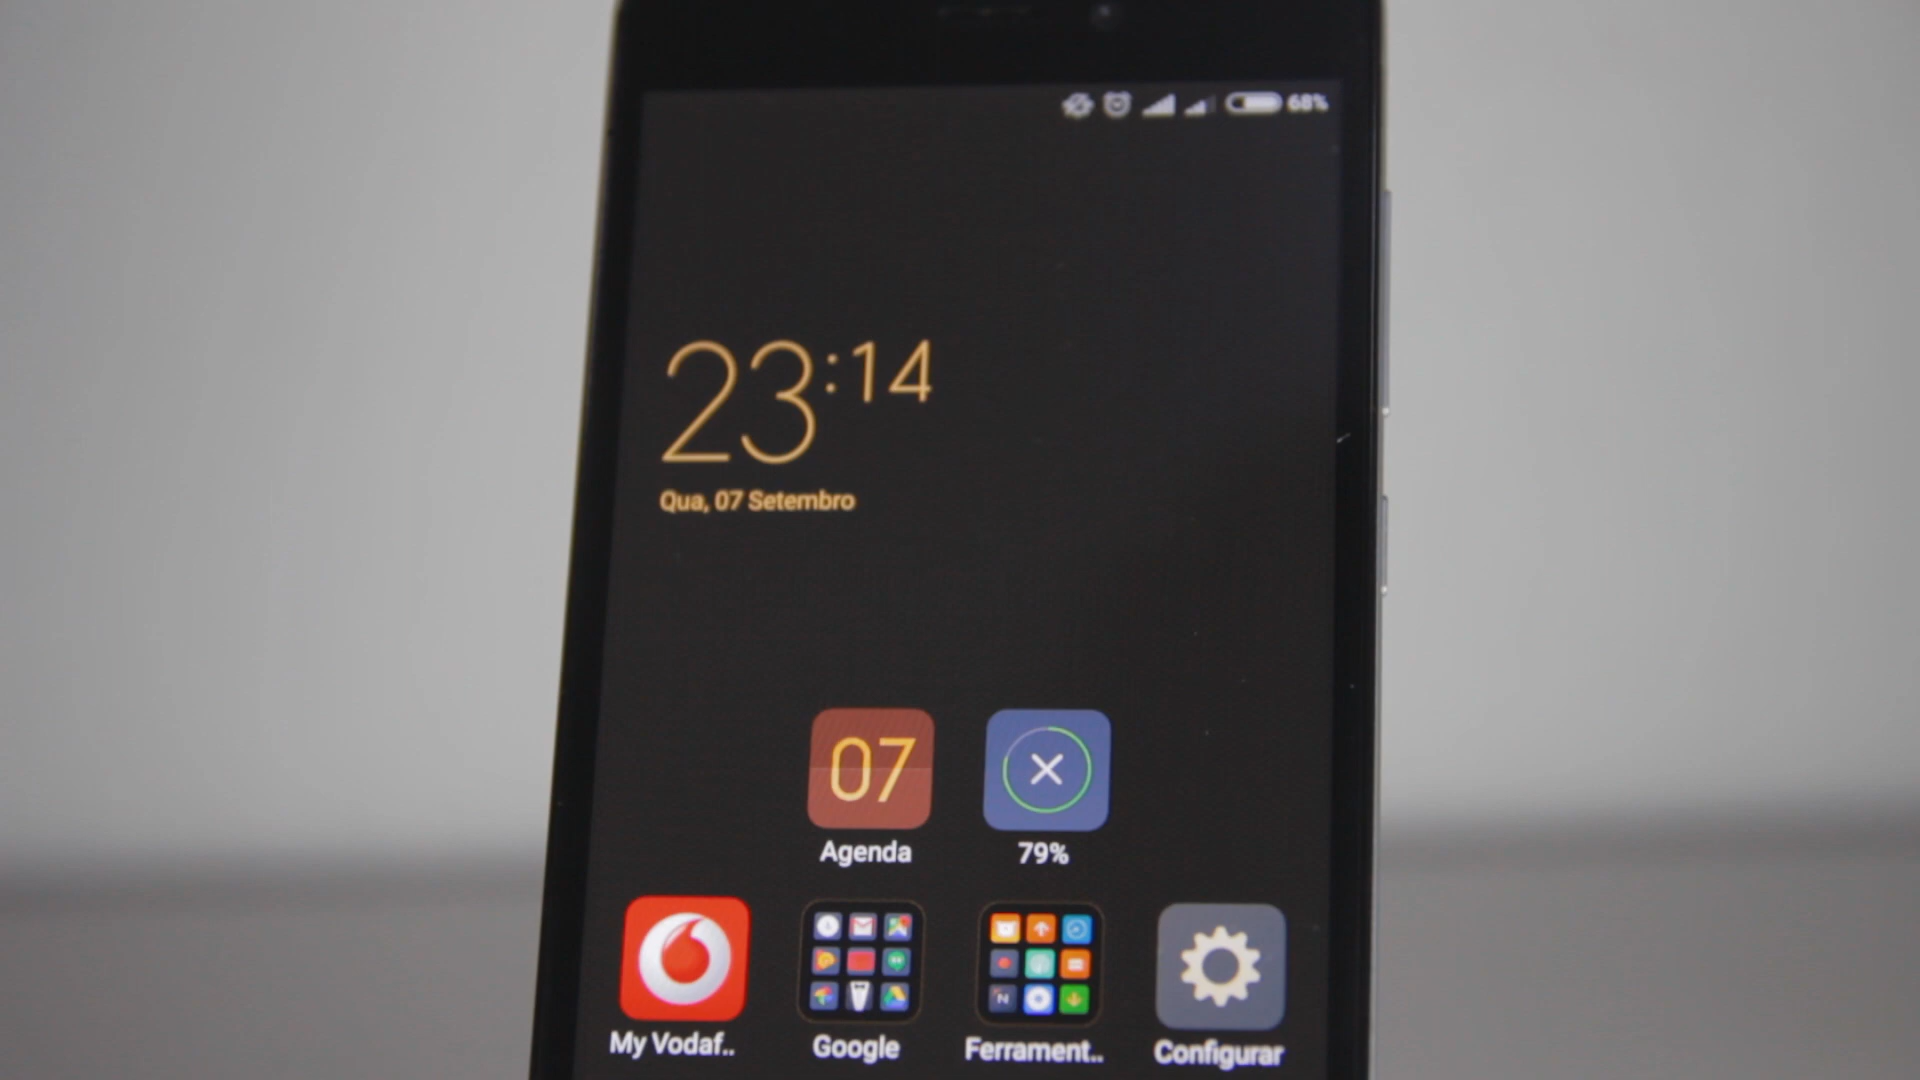 68%
23:14
Qua, 07 Setembro
07
Agenda
79%
My Vodaf..
Google
Ferrament..
Configurar